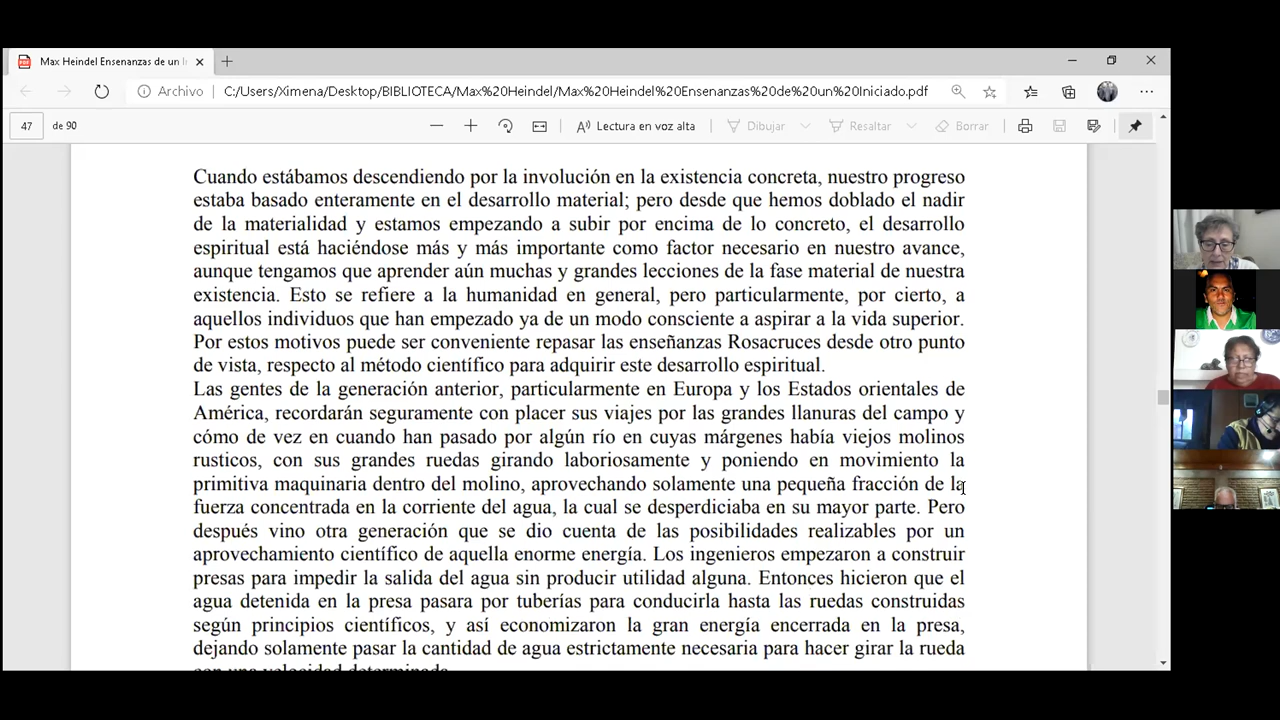 Max Heindel Ensenanzas de un In
Archivo
C:/Users/Ximena/Desktop/BIBLIOTECA/Max%20Heindel/Max%20Heindel%20Ensenanzas%20de%20un%20Iniciado.pdf
47
de 90
Lectura en voz alta
Dibujar
Resaltar
Borrar
Cuando estábamos descendiendo por la involución en la existencia concreta, nuestro progreso
estaba basado enteramente en el desarrollo material; pero desde que hemos doblado el nadir
de la materialidad y estamos empezando a subir por encima de lo concreto, el desarrollo
espiritual está haciéndose más y más importante como factor necesario en nuestro avance,
aunque tengamos que aprender aún muchas y grandes lecciones de la fase material de nuestra
existencia. Esto se refiere a la humanidad en general, pero particularmente, por cierto, a
aquellos individuos que han empezado ya de un modo consciente a aspirar a la vida superior.
Por estos motivos puede ser conveniente repasar las enseñanzas Rosacruces desde otro punto
de vista, respecto al método científico para adquirir este desarrollo espiritual.
Las gentes de la generación anterior, particularmente en Europa y los Estados orientales de
América, recordarán seguramente con placer sus viajes por las grandes llanuras del campo y
cómo de vez en cuando han pasado por algún río en cuyas márgenes había viejos molinos
rusticos, con sus grandes ruedas girando laboriosamente y poniendo en movimiento la
primitiva maquinaria dentro del molino, aprovechando solamente una pequeña fracción de la
fuerza concentrada en la corriente del agua, la cual se desperdiciaba en su mayor parte. Pero
después vino otra generación que se dio cuenta de las posibilidades realizables por un
aprovechamiento científico de aquella enorme energía. Los ingenieros empezaron a construir
presas para impedir la salida del agua sin producir utilidad alguna. Entonces hicieron que el
agua detenida en la presa pasara por tuberías para conducirla hasta las ruedas construidas
según principios científicos, y así economizaron la gran energía encerrada en la presa,
dejando solamente pasar la cantidad de agua estrictamente necesaria para hacer girar la rueda
con una velocidad determinada.